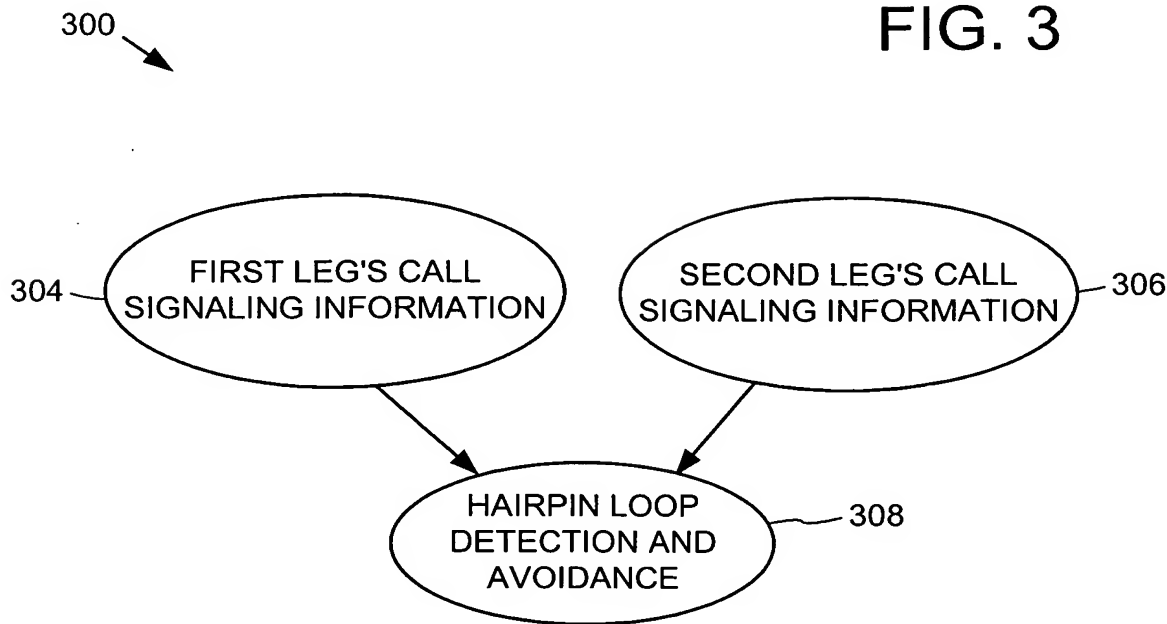 300
FIG. 3
304
FIRST LEG'S CALL
SIGNALING INFORMATION
SECOND LEG'S CALL
SIGNALING INFORMATION
306
HAIRPIN LOOP
DETECTION AND
AVOIDANCE
308